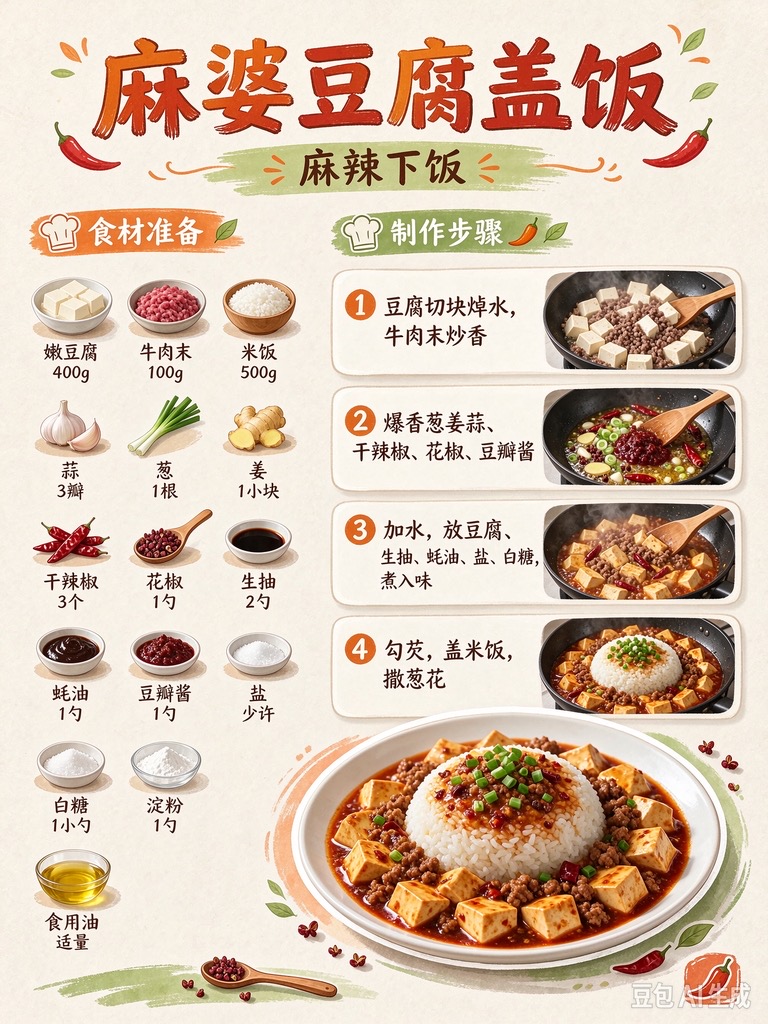 麻婆豆腐盖饭
麻辣下饭
食材准备
嫩豆腐
400g
牛肉末
100g
米饭
500g
蒜
3瓣
葱
1根
姜
1小块
干辣椒
3个
花椒
1勺
生抽
2勺
蚝油
1勺
豆瓣酱
1勺
盐
少许
白糖
1小勺
淀粉
1勺
食用油
适量
制作步骤
1 豆腐切块焯水,
牛肉末炒香
2 爆香葱姜蒜、
干辣椒、花椒、豆瓣酱
3 加水,放豆腐、
生抽、蚝油、盐、白糖,
煮入味
4 勾芡,盖米饭,
撒葱花
豆包AI生成